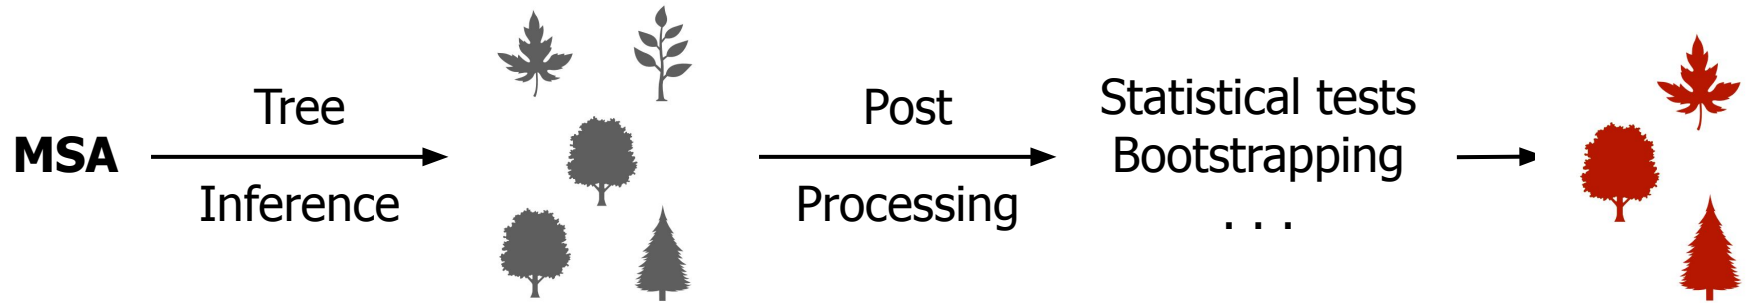 MSA
Tree
Inference
Post
Processing
Statistical tests
Bootstrapping
. . .